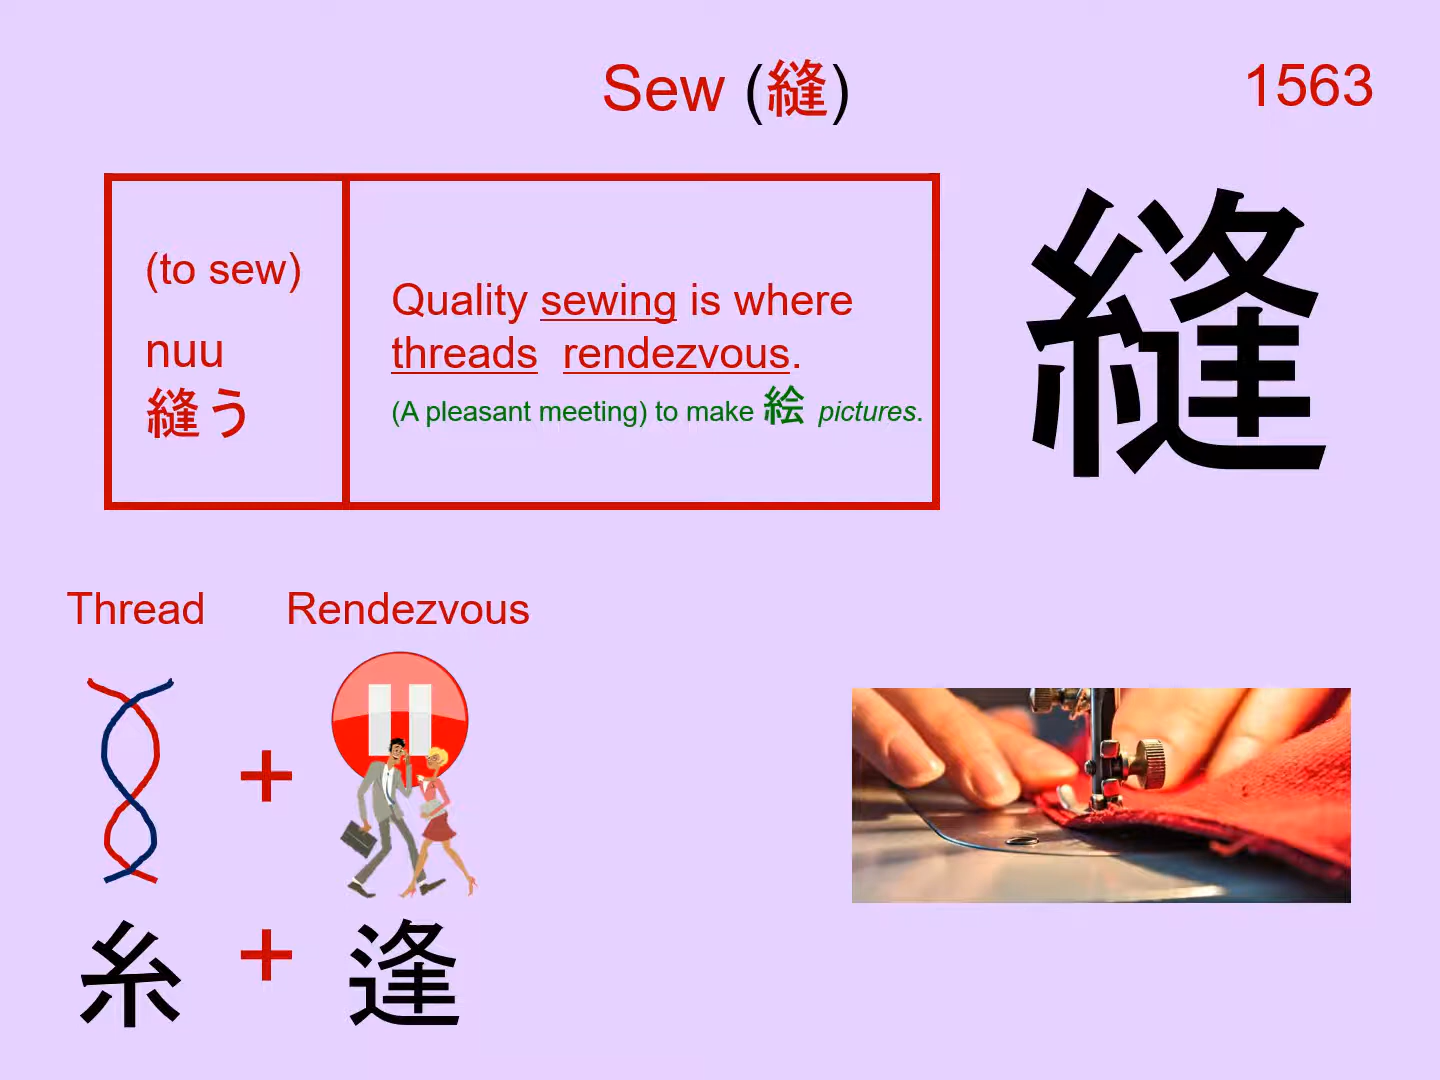 Sew (縫)
1563
(to sew)
nuu
縫う
Quality sewing is where
threads rendezvous.
(A pleasant meeting) to make 絵 pictures.
縫
Thread
Rendezvous
+
糸 + 逢